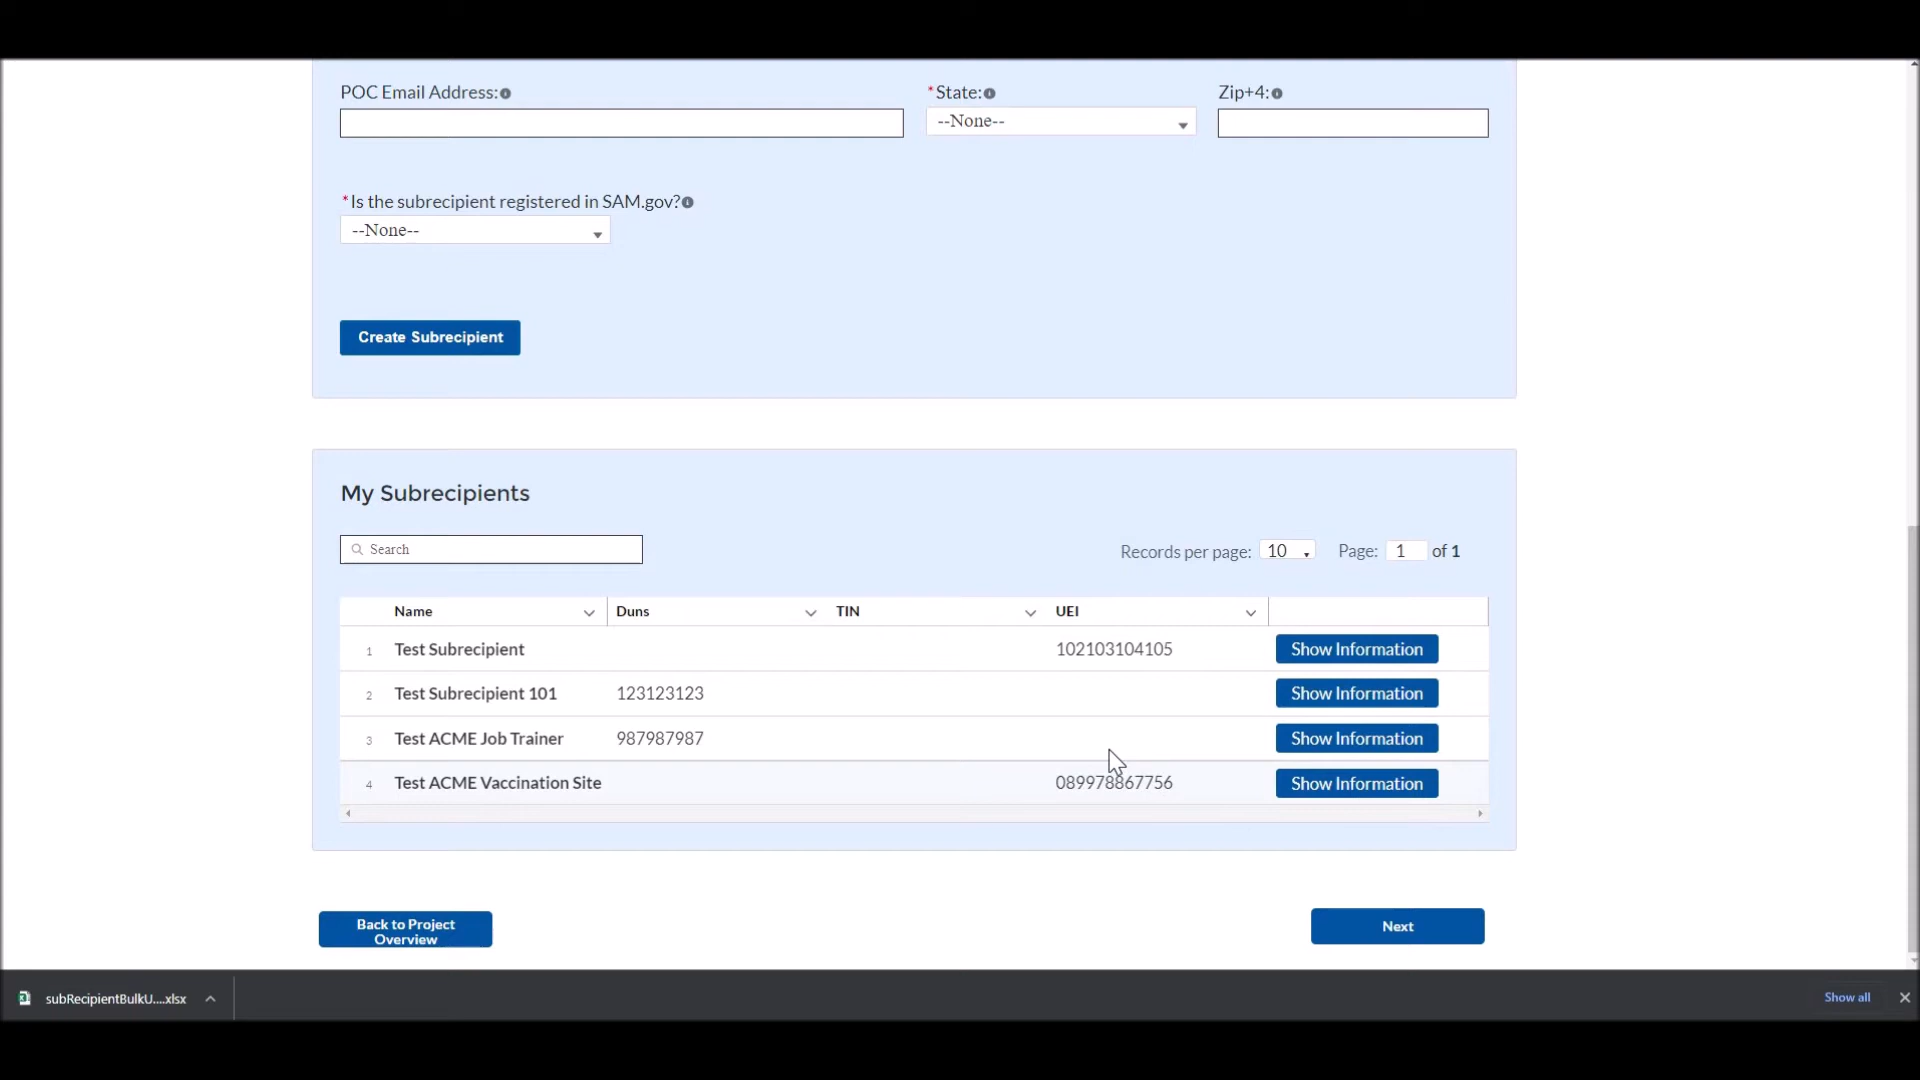 POC Email Address:
*State:
Zip+4:
--None--
*Is the subrecipient registered in SAM.gov?
--None--
Create Subrecipient
My Subrecipients
Search
Records per page: 10
Page: 1 of 1
Name Duns TIN UEI
1 Test Subrecipient 102103104105 Show Information
2 Test Subrecipient 101 123123123 Show Information
3 Test ACME Job Trainer 987987987 Show Information
4 Test ACME Vaccination Site 089978867756 Show Information
Back to Project
Overview
Next
subRecipientBulkU....xlsx
Show all